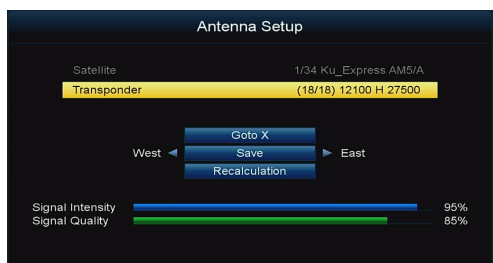 Antenna Setup
Satellite 1/34 Ku_Express AM5/A
Transponder (18/18) 12100 H 27500
Goto X
West Save East
Recalculation
Signal Intensity 95%
Signal Quality 85%